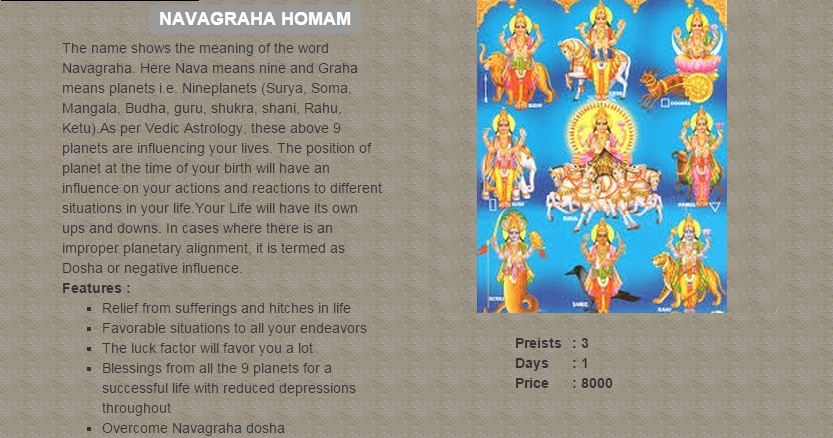 NAVAGRAHA HOMAM
The name shows the meaning of the word
Navagraha. Here Nava means nine and Graha
means planets i.e. Nineplanets (Surya, Soma,
Mangala, Budha, guru, shukra, shani, Rahu,
Ketu).As per Vedic Astrology, these above 9
planets are influencing your lives. The position of
planet at the time of your birth will have an
influence on your actions and reactions to different
situations in your life.Your Life will have its own
ups and downs. In cases where there is an
improper planetary alignment, it is termed as
Dosha or negative influence.
Features :
Relief from sufferings and hitches in life
Favorable situations to all your endeavors
The luck factor will favor you a lot
Blessings from all the 9 planets for a
successful life with reduced depressions
throughout
Overcome Navagraha dosha
Preists : 3
Days : 1
Price : 8000